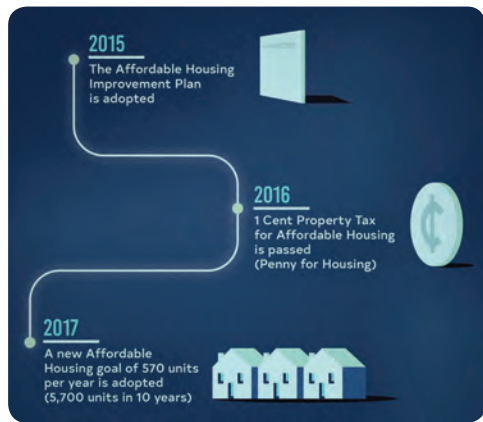 2015
The Affordable Housing
Improvement Plan
is adopted
2016
1 Cent Property Tax
for Affordable Housing
is passed
(Penny for Housing)
¢
2017
A new Affordable
Housing goal of 570 units
per year is adopted
(5,700 units in 10 years)